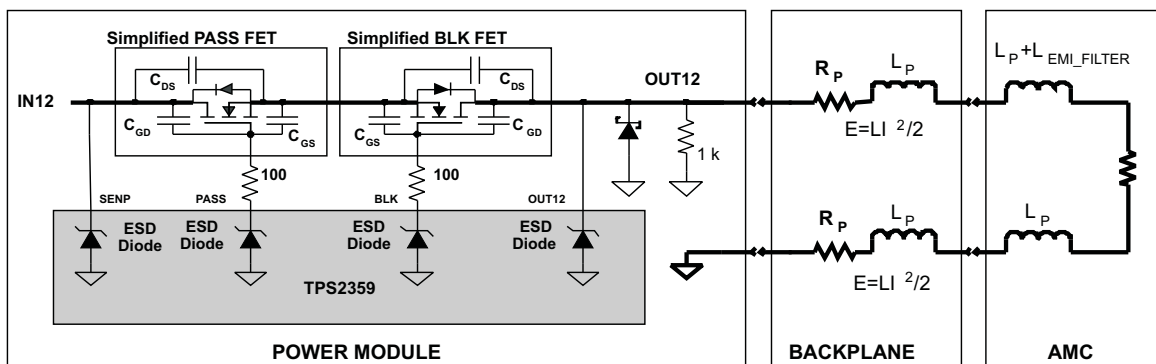 Simplified PASS FET
Simplified BLK FET
C DS
C DS
IN12
OUT12
C GD
C GS
C GS
C GD
100
100
1 k
SENP
PASS
BLK
OUT12
ESD
Diode
ESD
Diode
ESD
Diode
ESD
Diode
TPS2359
POWER MODULE
R P
L P
E=LI 2/2
R P
L P
E=LI 2/2
BACKPLANE
L P+L EMI_FILTER
L P
AMC